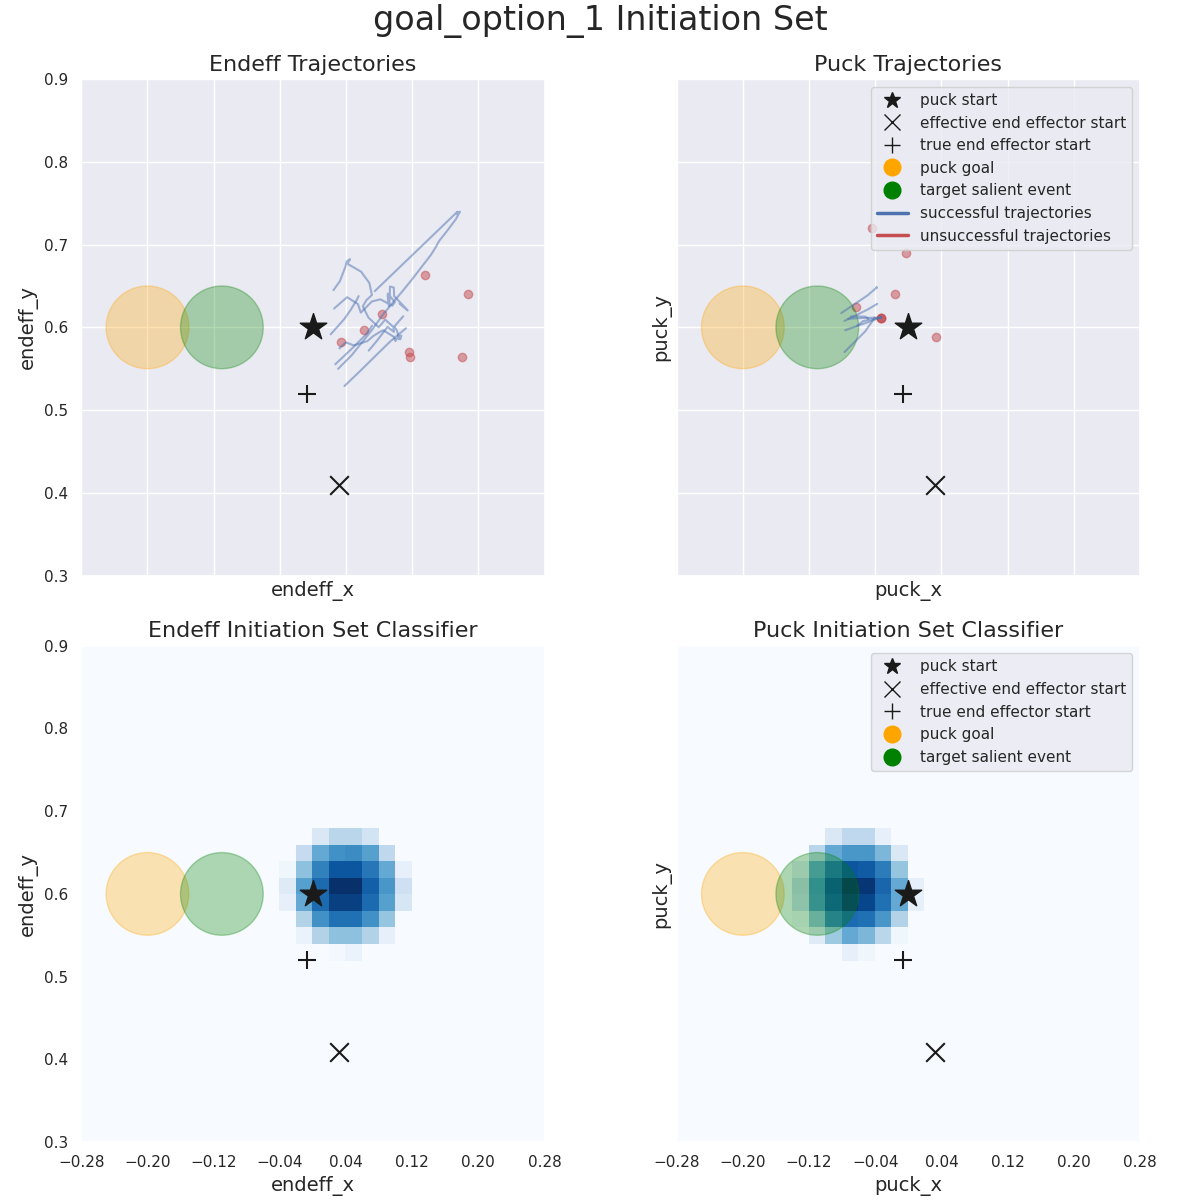 goal_option_1 Initiation Set
Endeff Trajectories
Puck Trajectories
0.9
0.8
0.7
0.6
0.5
0.4
0.3
endeff_y
endeff_x
puck_y
puck_x
puck start
effective end effector start
true end effector start
puck goal
target salient event
successful trajectories
unsuccessful trajectories
Endeff Initiation Set Classifier
Puck Initiation Set Classifier
0.9
0.8
0.7
0.6
0.5
0.4
0.3
endeff_y
puck_y
puck start
effective end effector start
true end effector start
puck goal
target salient event
−0.28 −0.20 −0.12 −0.04 0.04 0.12 0.20 0.28
−0.28 −0.20 −0.12 −0.04 0.04 0.12 0.20 0.28
endeff_x
puck_x